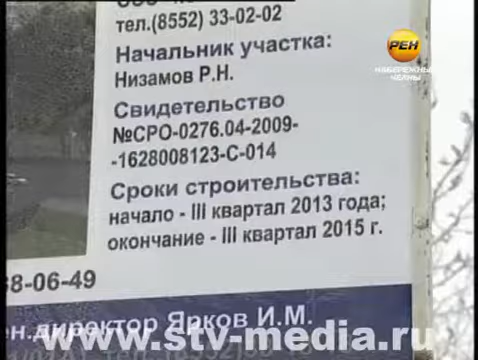 тел.(8552) 33-02-02
Начальник участка:
Низамов Р.Н.
Свидетельство
№СРО-0276.04-2009-
-1628008123-С-014
Сроки строительства:
начало - III квартал 2013 года;
окончание - III квартал 2015 г.
8-06-49
директор Ярков И.М.
РЕН
НАБЕРЕЖНЫЕ
ЧЕЛНЫ
www.stv-media.ru